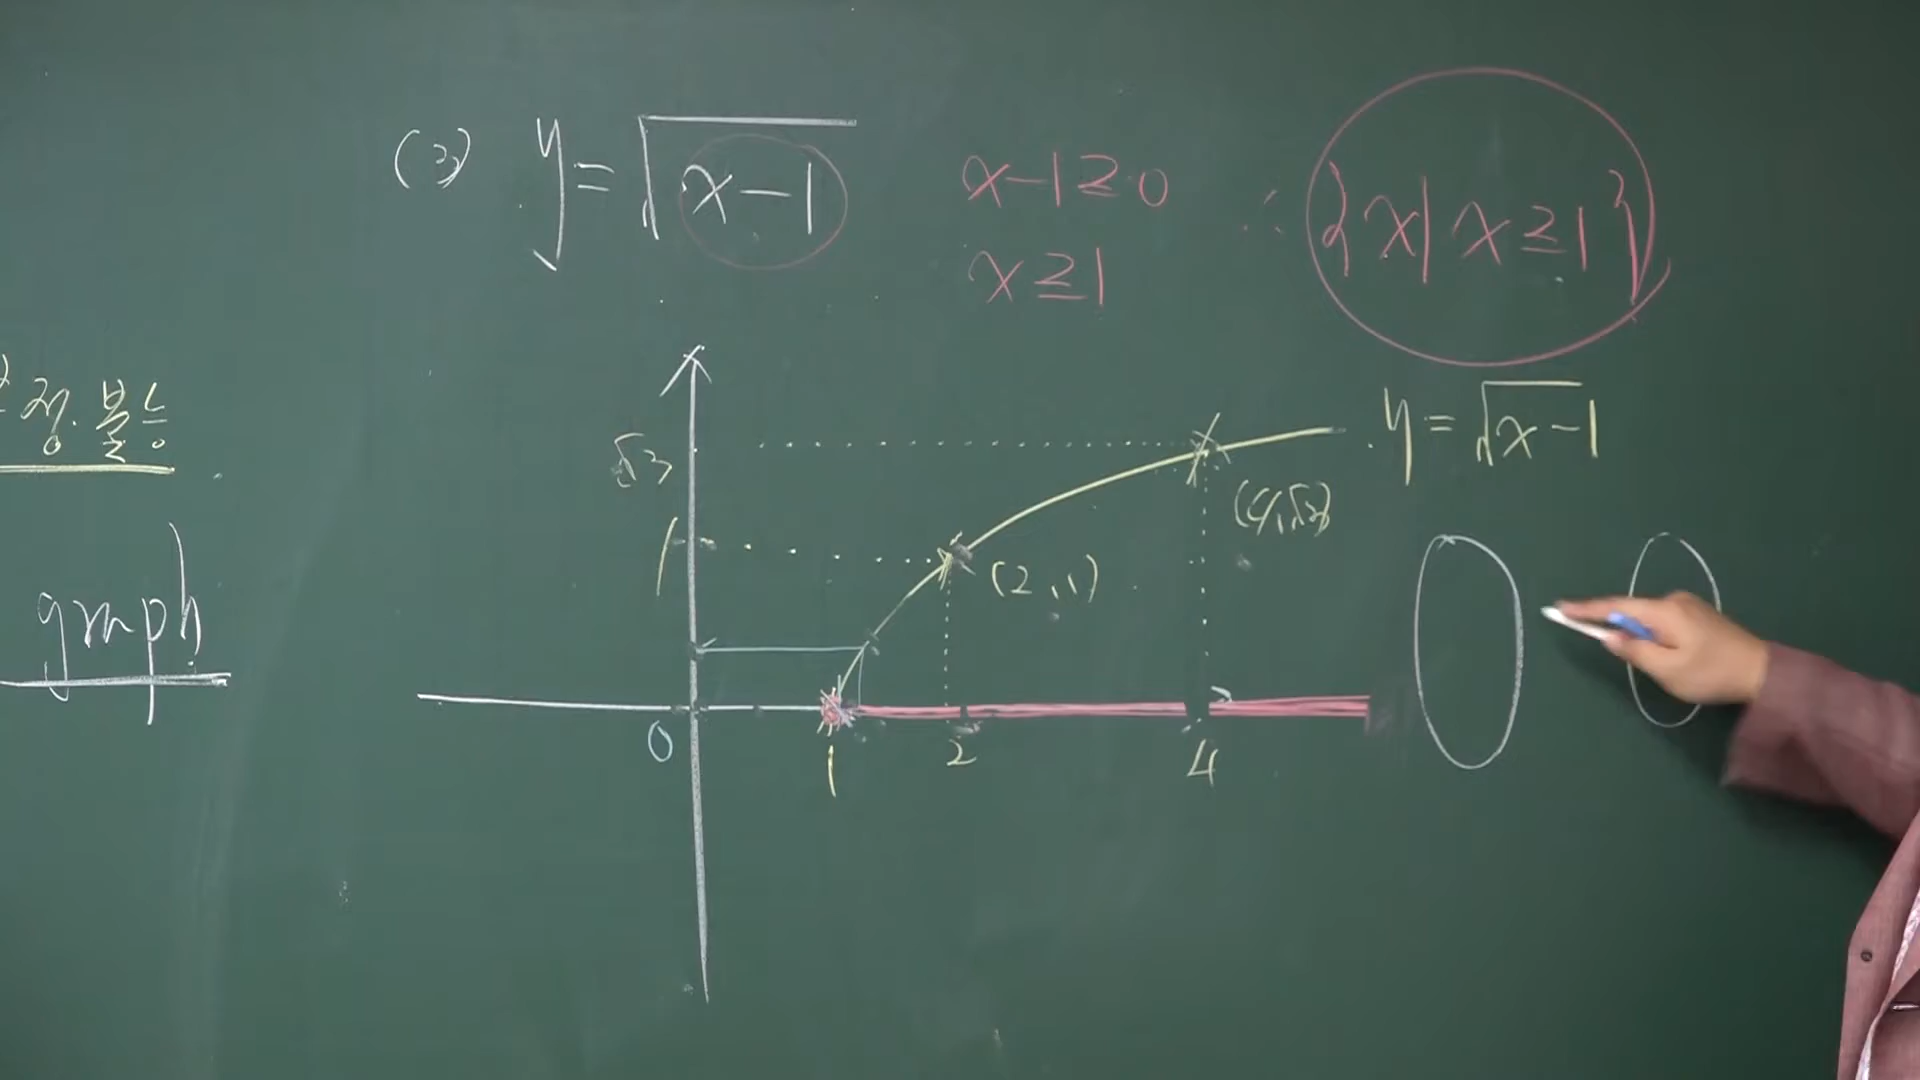 (3) y = √x-1
x-1≥0
x≥1
∴ {x| x≥1}
정.불능
graph
√3
1
y = √x-1
(4,√3)
(2,1)
0
1
2
4